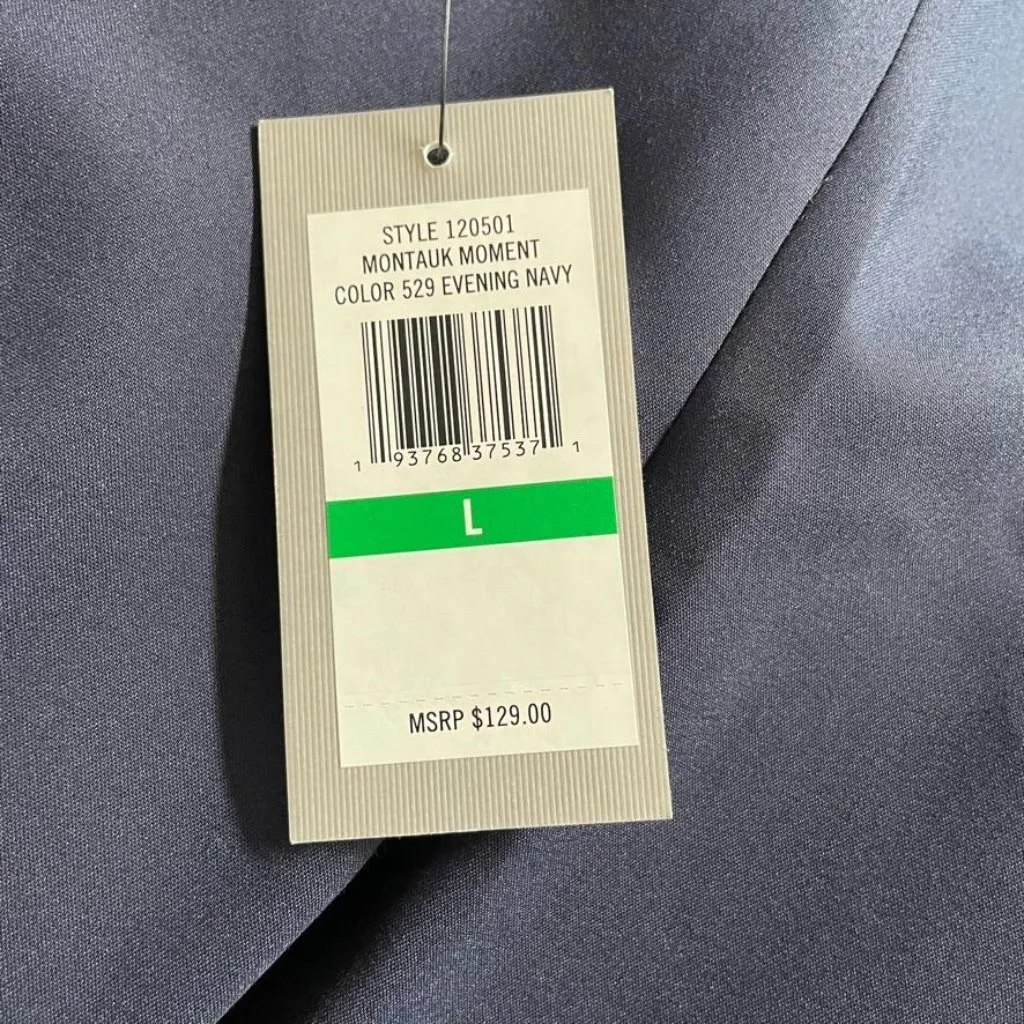 STYLE 120501
MONTAUK MOMENT
COLOR 529 EVENING NAVY
1 93768 37537 1
L
MSRP $129.00